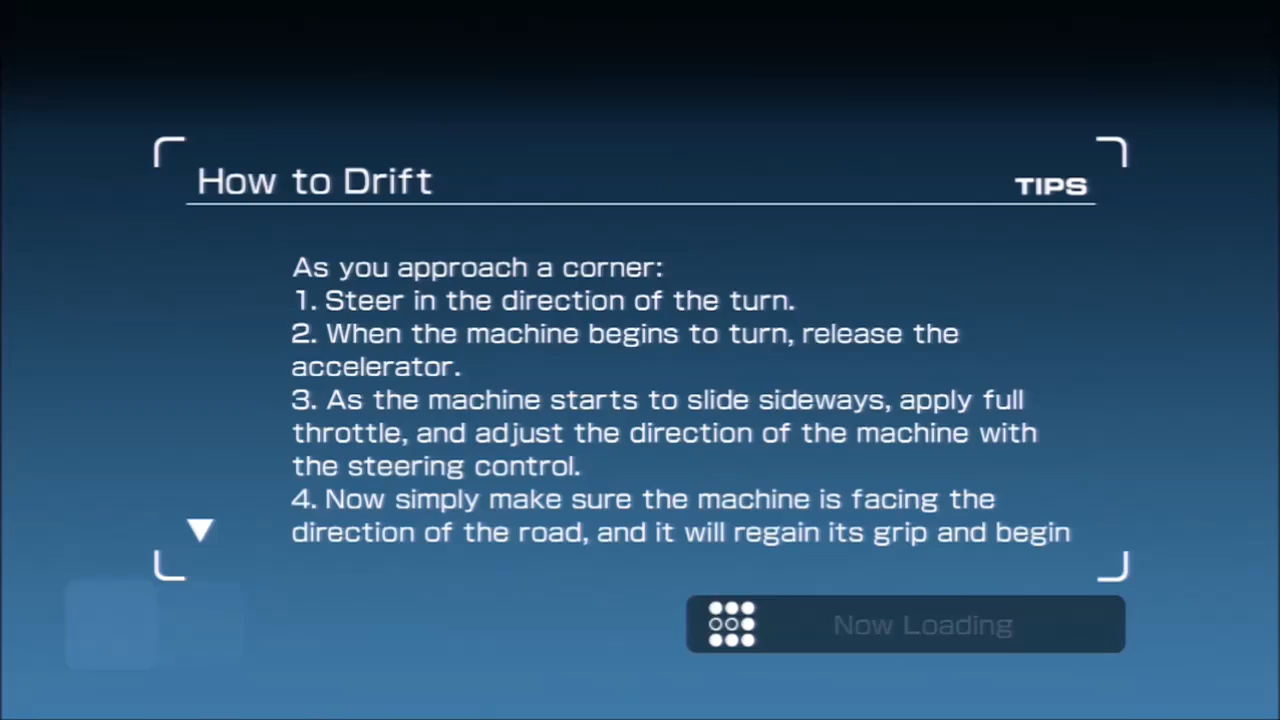 How to Drift
TIPS
As you approach a corner:
1. Steer in the direction of the turn.
2. When the machine begins to turn, release the
accelerator.
3. As the machine starts to slide sideways, apply full
throttle, and adjust the direction of the machine with
the steering control.
4. Now simply make sure the machine is facing the
direction of the road, and it will regain its grip and begin
Now Loading